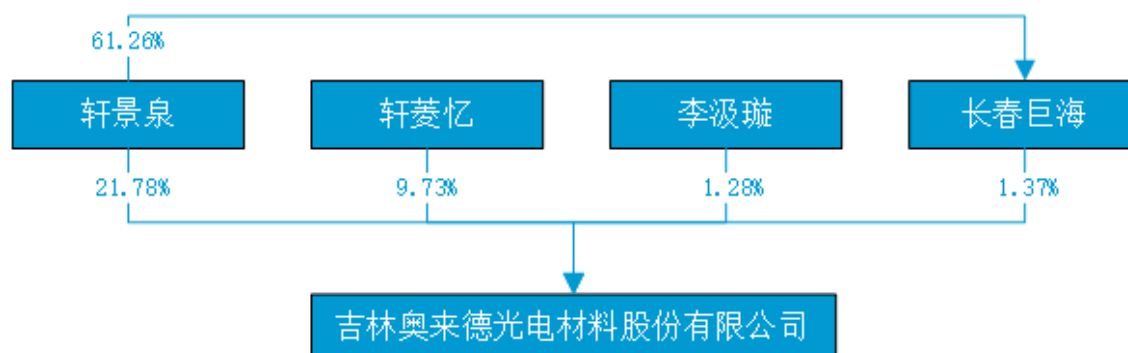 61.26%
轩景泉
轩菱忆
李汲璇
长春巨海
21.78%
9.73%
1.28%
1.37%
吉林奥来德光电材料股份有限公司